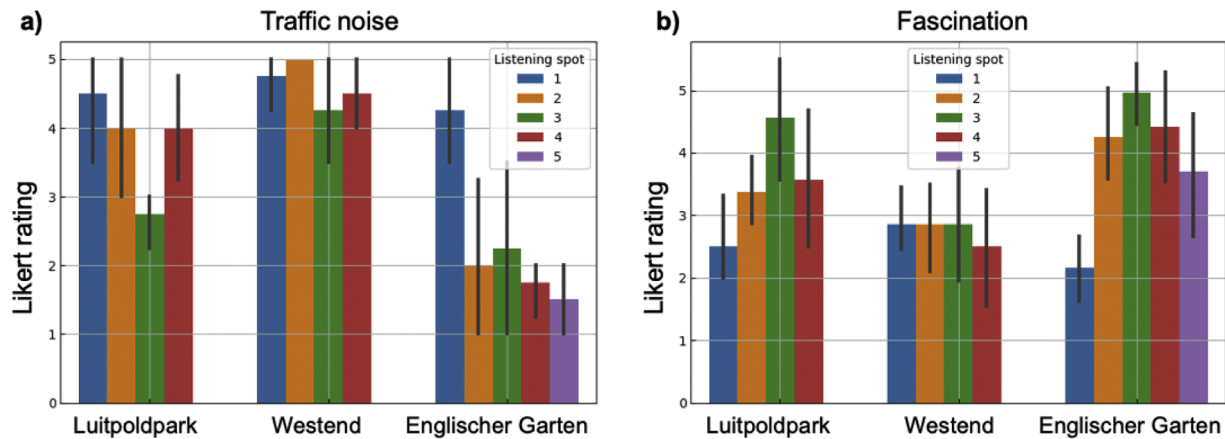 a) Traffic noise
Likert rating
5
4
3
2
1
0
Listening spot
1
2
3
4
5
Luitpoldpark Westend Englischer Garten
b) Fascination
Likert rating
5
4
3
2
1
0
Listening spot
1
2
3
4
5
Luitpoldpark Westend Englischer Garten